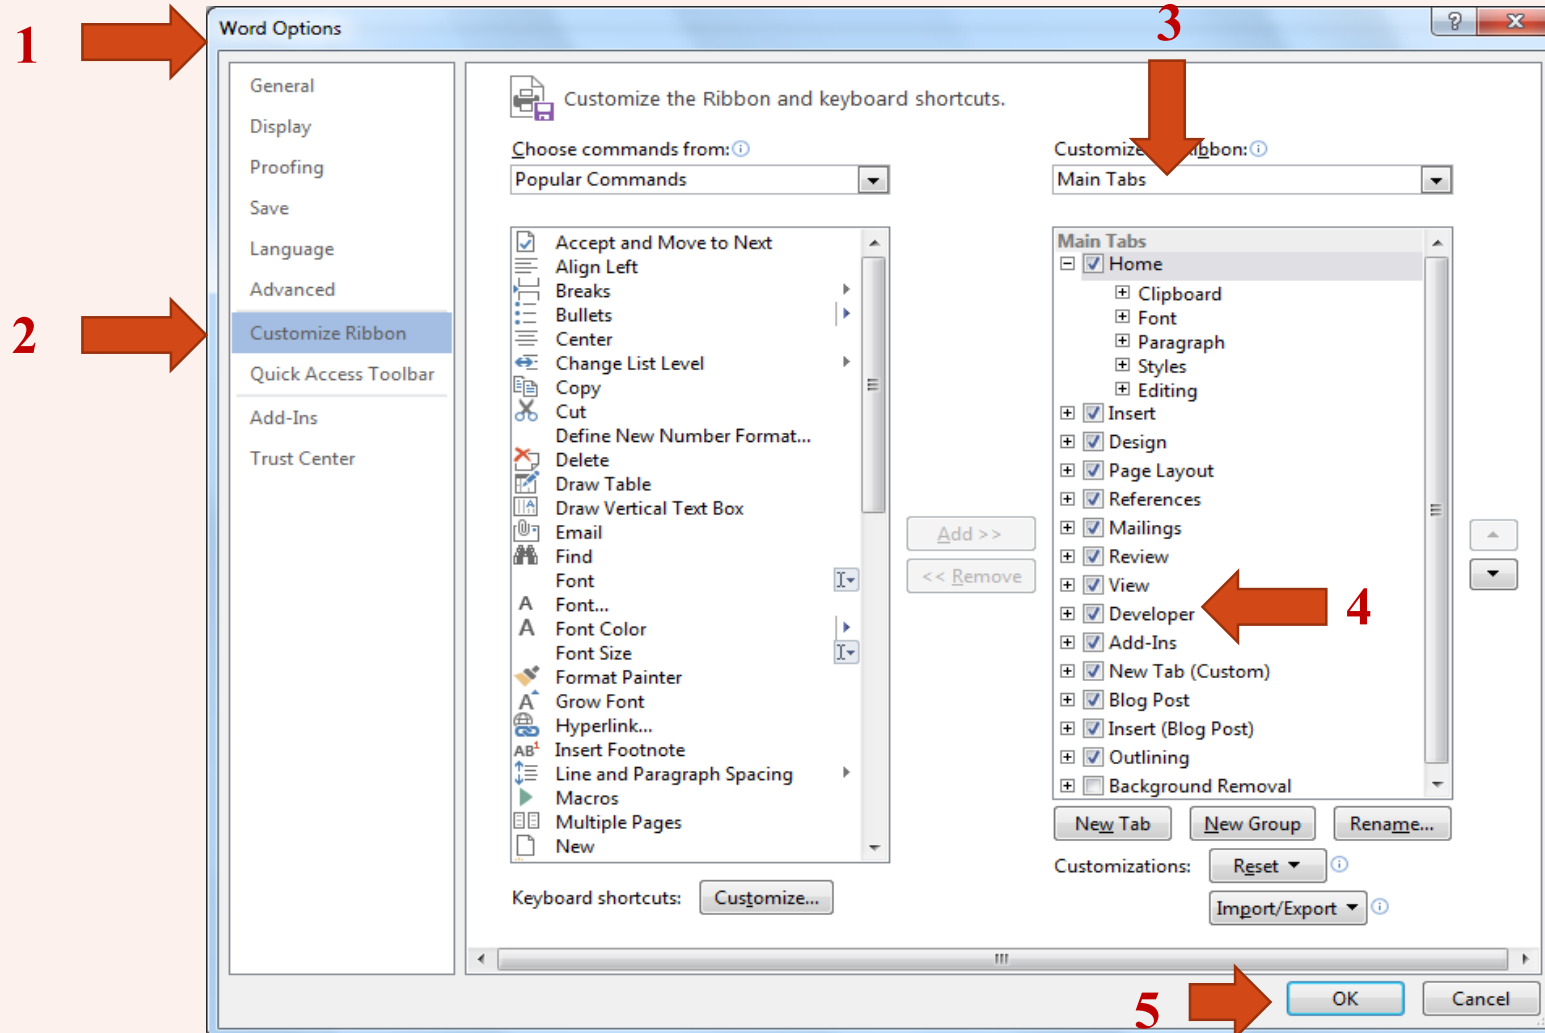 1
Word Options
3
General
Display
Proofing
Save
Language
Advanced
2
Customize Ribbon
Quick Access Toolbar
Add-Ins
Trust Center
Customize the Ribbon and keyboard shortcuts.
Choose commands from:
Popular Commands
Accept and Move to Next
Align Left
Breaks
Bullets
Center
Change List Level
Copy
Cut
Define New Number Format...
Delete
Draw Table
Draw Vertical Text Box
Email
Find
Font
Font...
Font Color
Font Size
Format Painter
Grow Font
Hyperlink...
Insert Footnote
Line and Paragraph Spacing
Macros
Multiple Pages
New
Keyboard shortcuts: Customize...
Add >>
<< Remove
Customize bbon:
Main Tabs
Main Tabs
Home
Clipboard
Font
Paragraph
Styles
Editing
Insert
Design
Page Layout
References
Mailings
Review
View
Developer
4
Add-Ins
New Tab (Custom)
Blog Post
Insert (Blog Post)
Outlining
Background Removal
New Tab New Group Rename...
Customizations: Reset
Import/Export
5
OK Cancel